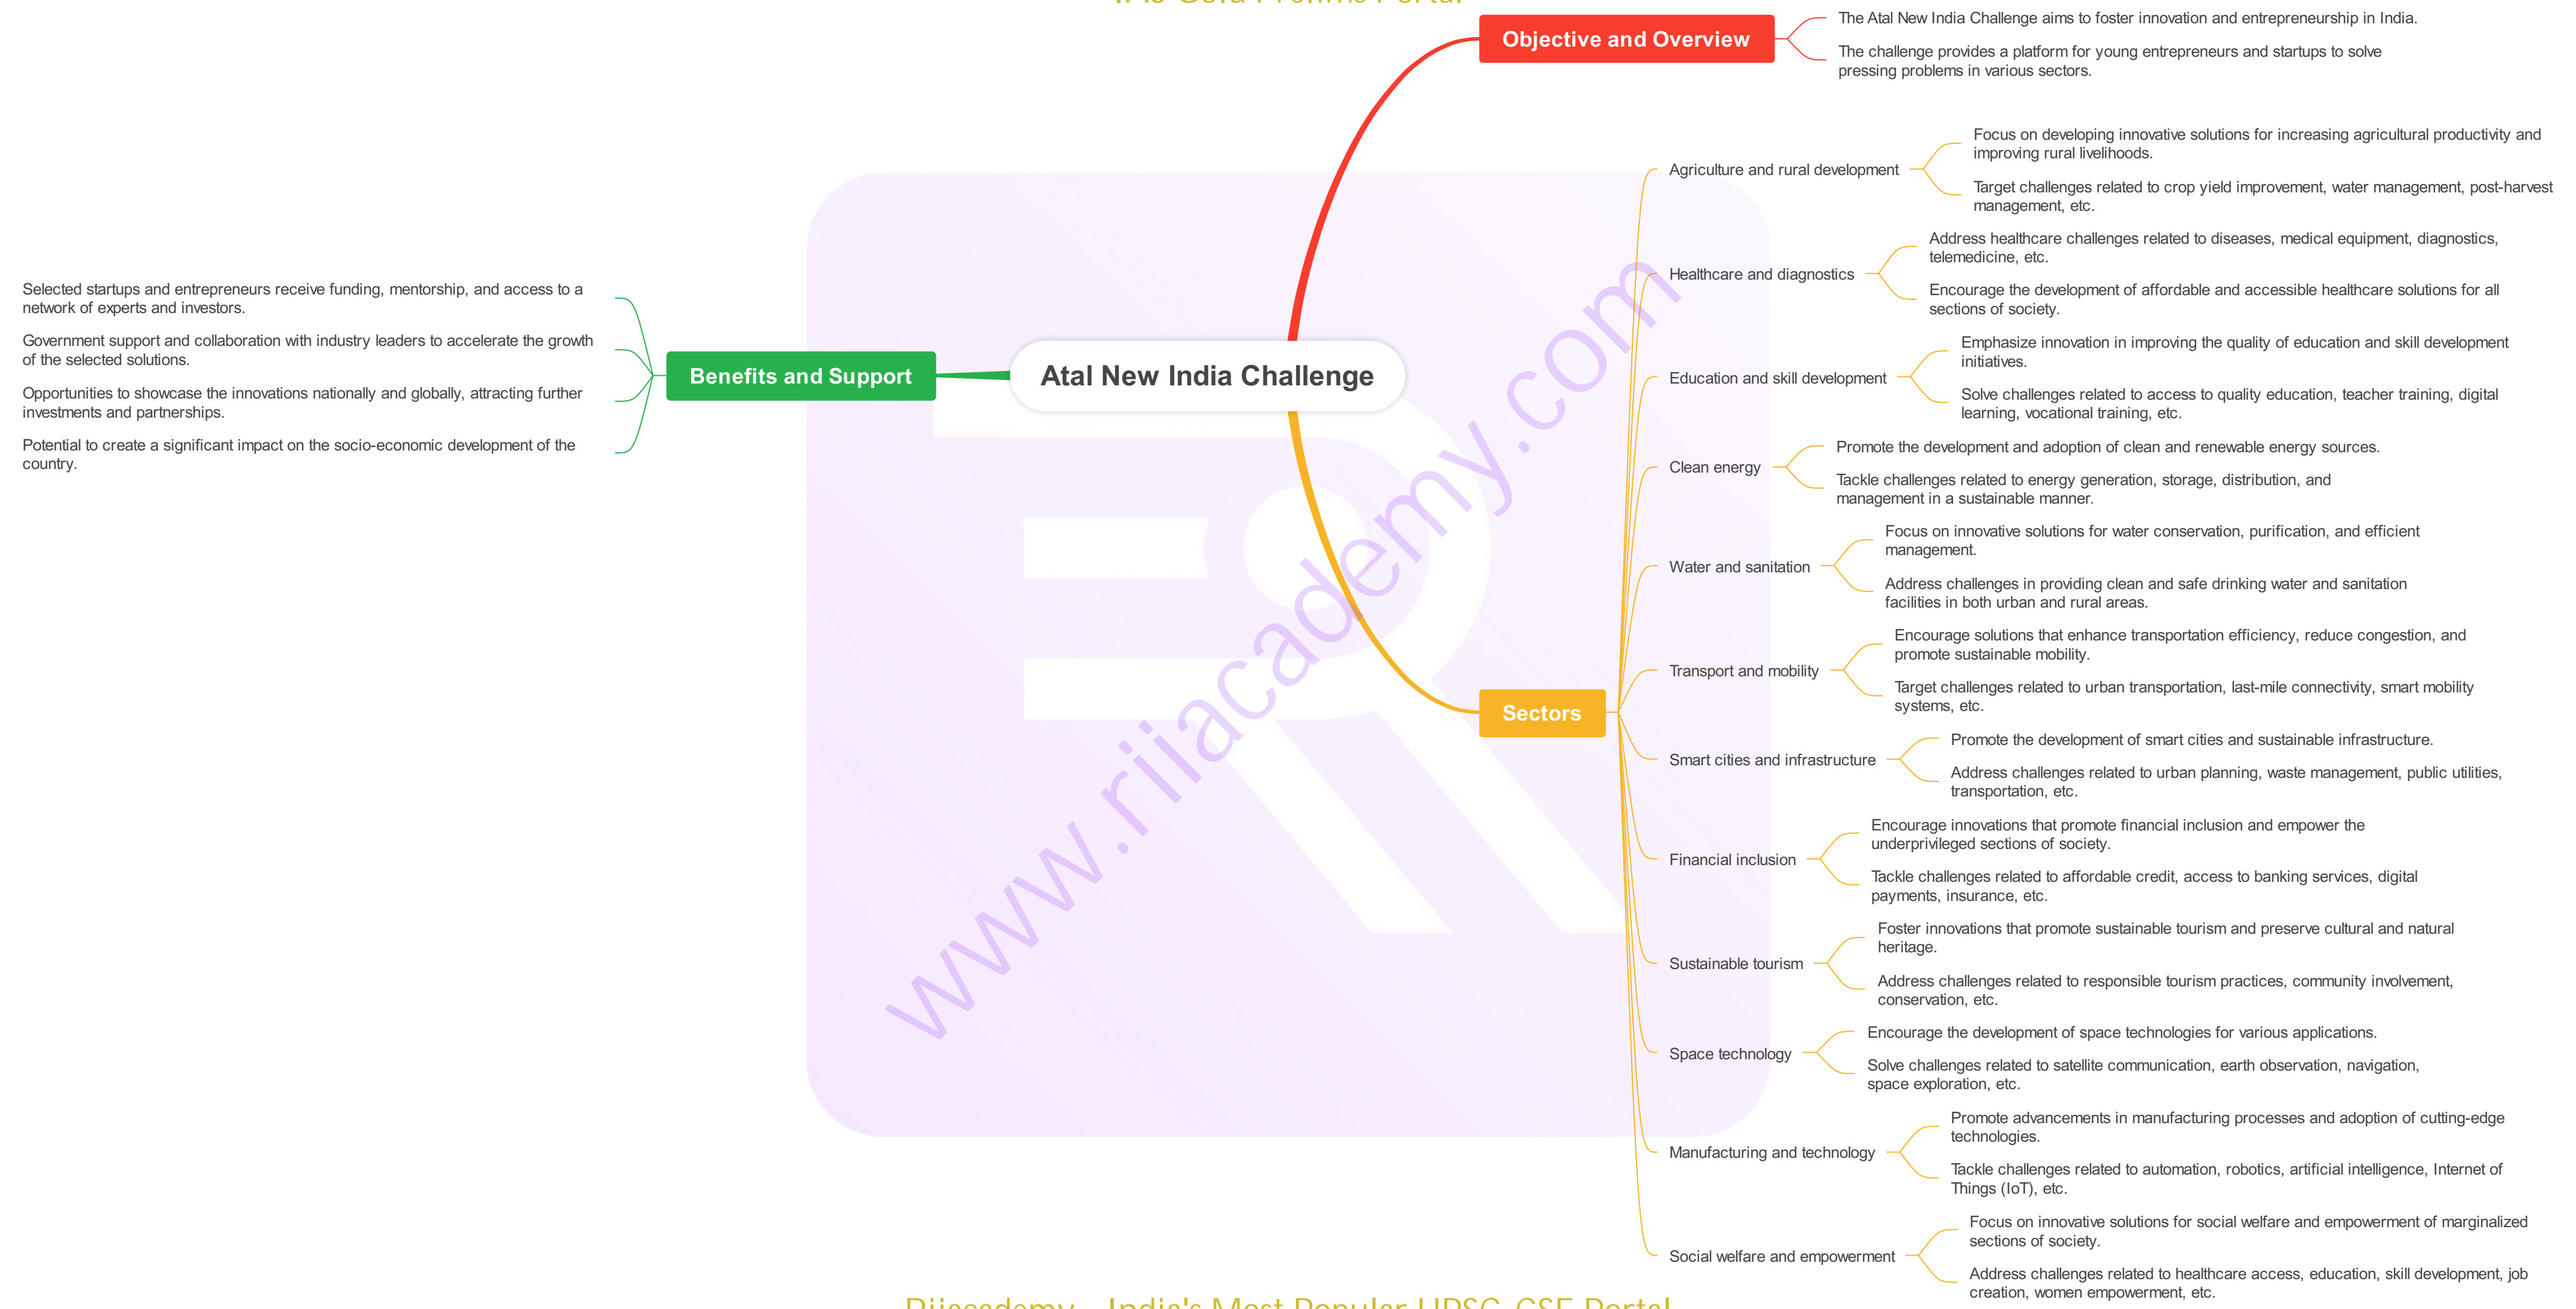 Objective and Overview
The Atal New India Challenge aims to foster innovation and entrepreneurship in India.
The challenge provides a platform for young entrepreneurs and startups to solve
pressing problems in various sectors.
Atal New India Challenge
Benefits and Support
Selected startups and entrepreneurs receive funding, mentorship, and access to a
network of experts and investors.
Government support and collaboration with industry leaders to accelerate the growth
of the selected solutions.
Opportunities to showcase the innovations nationally and globally, attracting further
investments and partnerships.
Potential to create a significant impact on the socio-economic development of the
country.
Sectors
Agriculture and rural development
Focus on developing innovative solutions for increasing agricultural productivity and
improving rural livelihoods.
Target challenges related to crop yield improvement, water management, post-harvest
management, etc.
Healthcare and diagnostics
Address healthcare challenges related to diseases, medical equipment, diagnostics,
telemedicine, etc.
Encourage the development of affordable and accessible healthcare solutions for all
sections of society.
Education and skill development
Emphasize innovation in improving the quality of education and skill development
initiatives.
Solve challenges related to access to quality education, teacher training, digital
learning, vocational training, etc.
Clean energy
Promote the development and adoption of clean and renewable energy sources.
Tackle challenges related to energy generation, storage, distribution, and
management in a sustainable manner.
Water and sanitation
Focus on innovative solutions for water conservation, purification, and efficient
management.
Address challenges in providing clean and safe drinking water and sanitation
facilities in both urban and rural areas.
Transport and mobility
Encourage solutions that enhance transportation efficiency, reduce congestion, and
promote sustainable mobility.
Target challenges related to urban transportation, last-mile connectivity, smart mobility
systems, etc.
Smart cities and infrastructure
Promote the development of smart cities and sustainable infrastructure.
Address challenges related to urban planning, waste management, public utilities,
transportation, etc.
Financial inclusion
Encourage innovations that promote financial inclusion and empower the
underprivileged sections of society.
Tackle challenges related to affordable credit, access to banking services, digital
payments, insurance, etc.
Sustainable tourism
Foster innovations that promote sustainable tourism and preserve cultural and natural
heritage.
Address challenges related to responsible tourism practices, community involvement,
conservation, etc.
Space technology
Encourage the development of space technologies for various applications.
Solve challenges related to satellite communication, earth observation, navigation,
space exploration, etc.
Manufacturing and technology
Promote advancements in manufacturing processes and adoption of cutting-edge
technologies.
Tackle challenges related to automation, robotics, artificial intelligence, Internet of
Things (IoT), etc.
Social welfare and empowerment
Focus on innovative solutions for social welfare and empowerment of marginalized
sections of society.
Address challenges related to healthcare access, education, skill development, job
creation, women empowerment, etc.
www.rijiacademy.com
India's Most Popular UPSC-CSE Portal